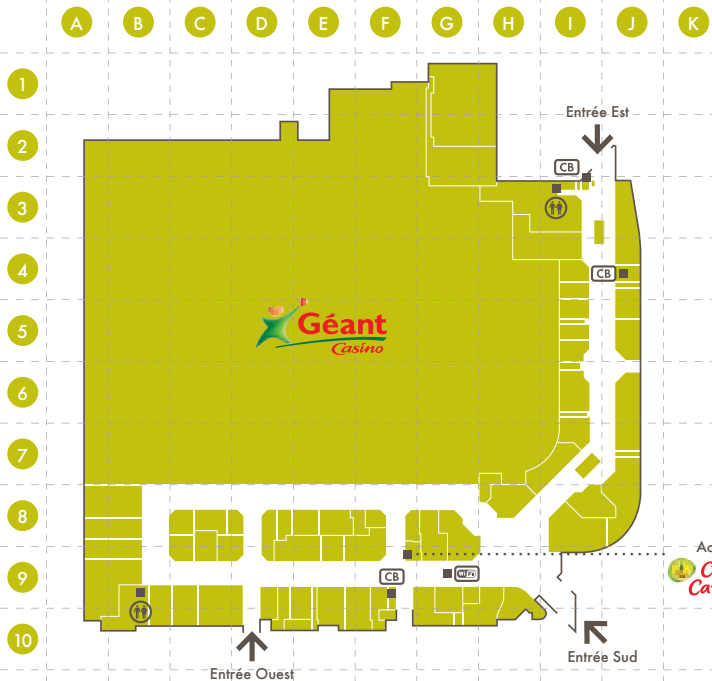 A B C D E F G H I J K
1
Entrée Est
2
CB
3
4
CB
5
Géant
Casino
6
7
8
9
CB
WiFi
10
Entrée Ouest
Entrée Sud